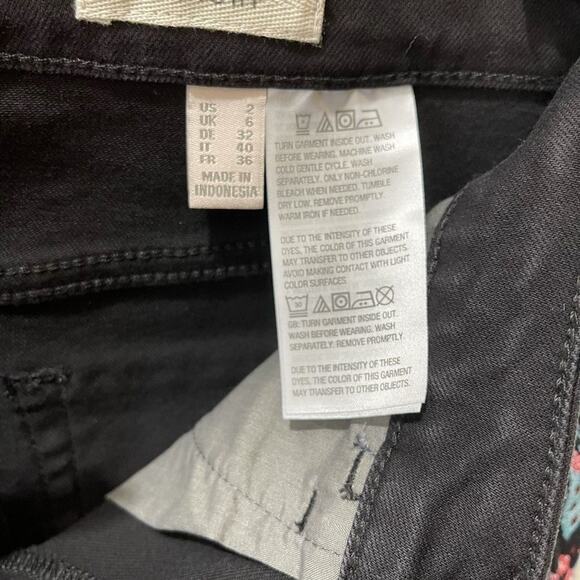 US 2
UK 6
DE 32
IT 40
FR 36
MADE IN
INDONESIA
TURN GARMENT INSIDE OUT. WASH
BEFORE WEARING. MACHINE WASH
COLD GENTLE CYCLE. WASH
SEPARATELY. ONLY NON-CHLORINE
BLEACH WHEN NEEDED. TUMBLE
DRY LOW. REMOVE PROMPTLY.
WARM IRON IF NEEDED.
DUE TO THE INTENSITY OF THESE
DYES, THE COLOR OF THIS GARMENT
MAY TRANSFER TO OTHER OBJECTS.
AVOID MAKING CONTACT WITH LIGHT
COLOR SURFACES
30
GB: TURN GARMENT INSIDE OUT.
WASH BEFORE WEARING. WASH
SEPARATELY. REMOVE PROMPTLY.
DUE TO THE INTENSITY OF THESE
DYES, THE COLOR OF THIS GARMENT
MAY TRANSFER TO OTHER OBJECTS.